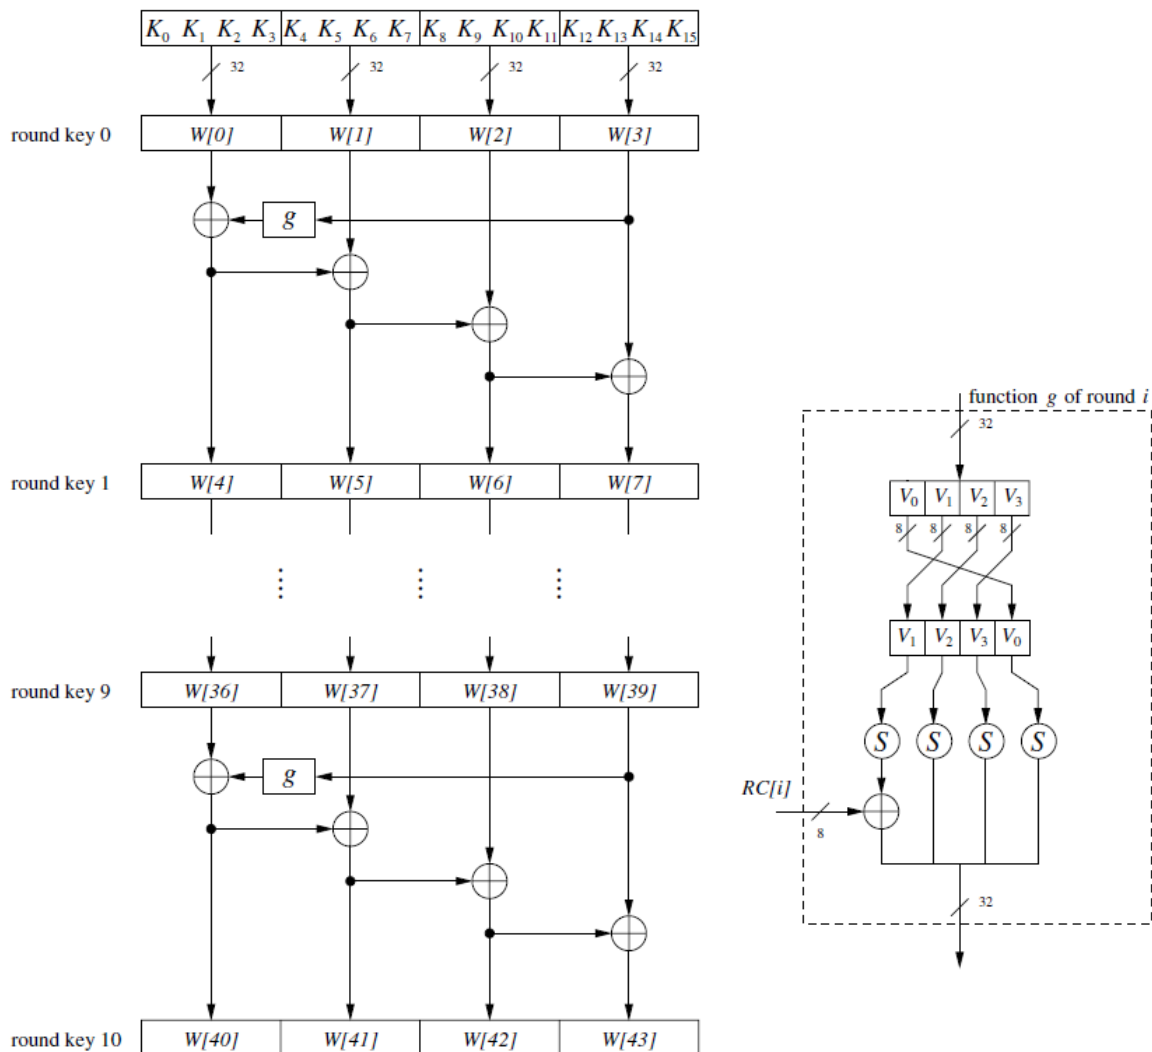 K0 K1 K2 K3 K4 K5 K6 K7 K8 K9 K10 K11 K12 K13 K14 K15
32 32 32 32
round key 0 W[0] W[1] W[2] W[3]
g
function g of round i
32
round key 1 W[4] W[5] W[6] W[7]
V0 V1 V2 V3
8 8 8 8
V1 V2 V3 V0
round key 9 W[36] W[37] W[38] W[39]
S S S S
g
RC[i]
8
32
round key 10 W[40] W[41] W[42] W[43]